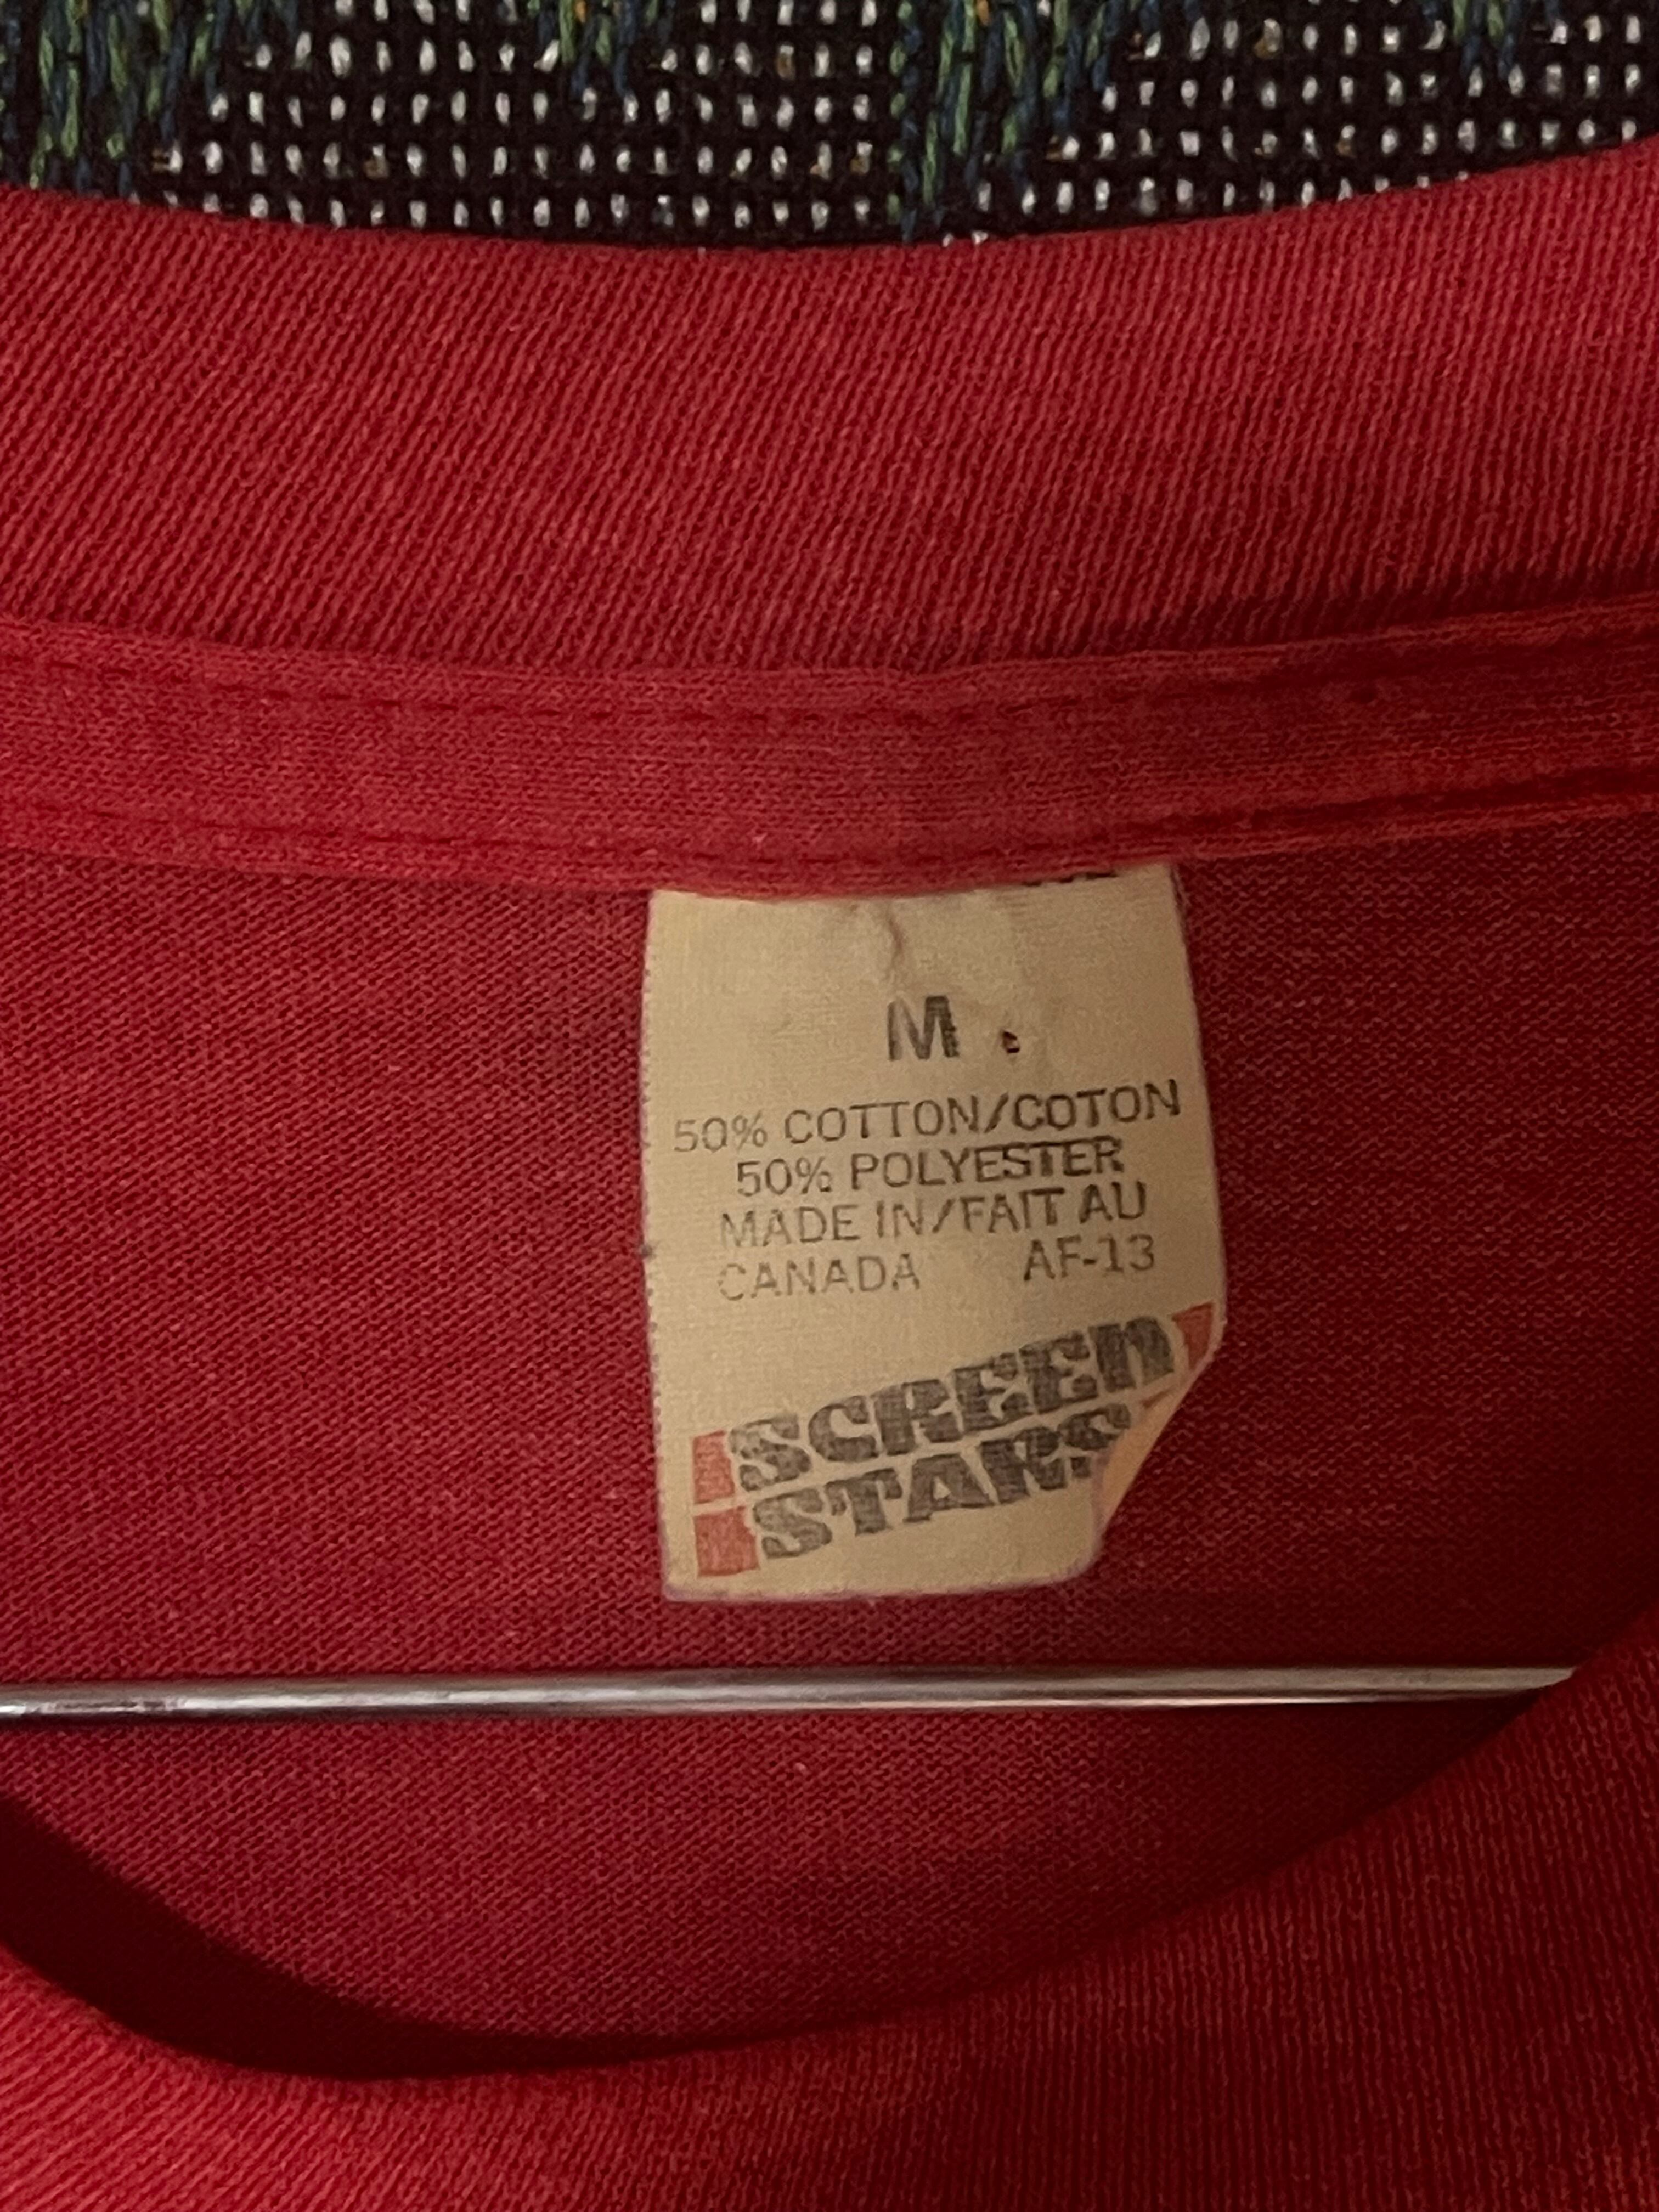 M
50% COTTON/COTON
50% POLYESTER
MADE IN/FAIT AU
CANADA AF-13
SCREEN
STARS